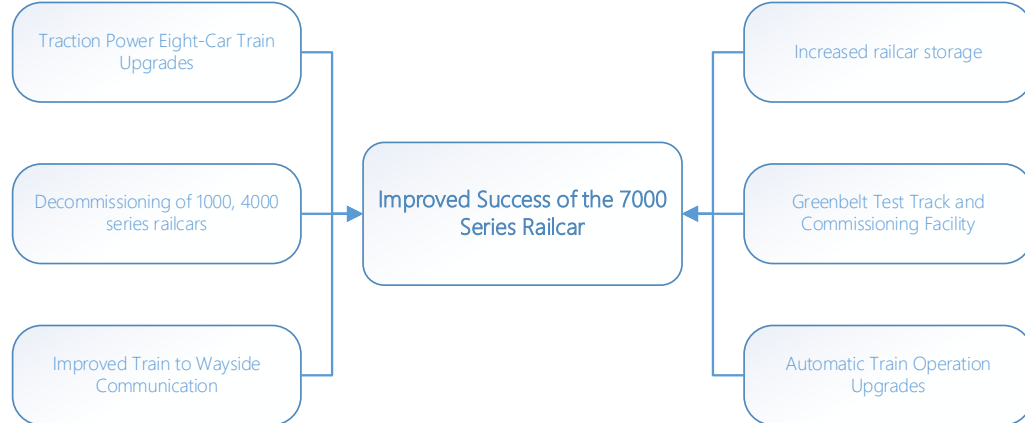 Traction Power Eight-Car Train
Upgrades
Increased railcar storage
Decommissioning of 1000, 4000
series railcars
Improved Success of the 7000
Series Railcar
Greenbelt Test Track and
Commissioning Facility
Improved Train to Wayside
Communication
Automatic Train Operation
Upgrades